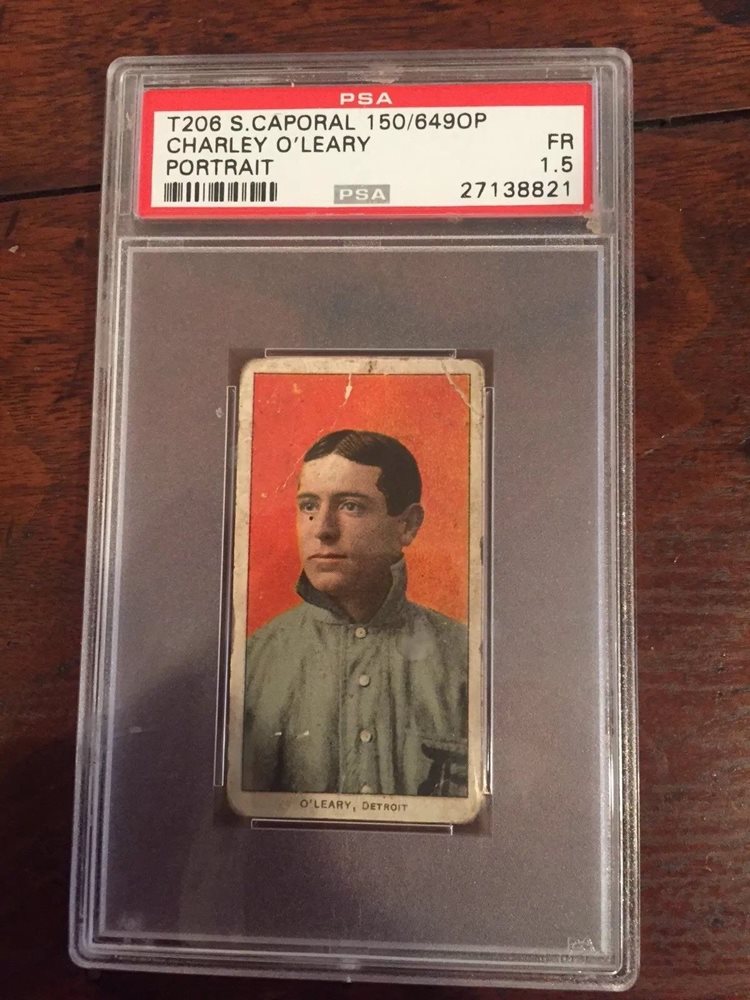 PSA
T206 S.CAPORAL 150/649OP
CHARLEY O'LEARY FR
PORTRAIT 1.5
PSA 27138821
O'LEARY, DETROIT